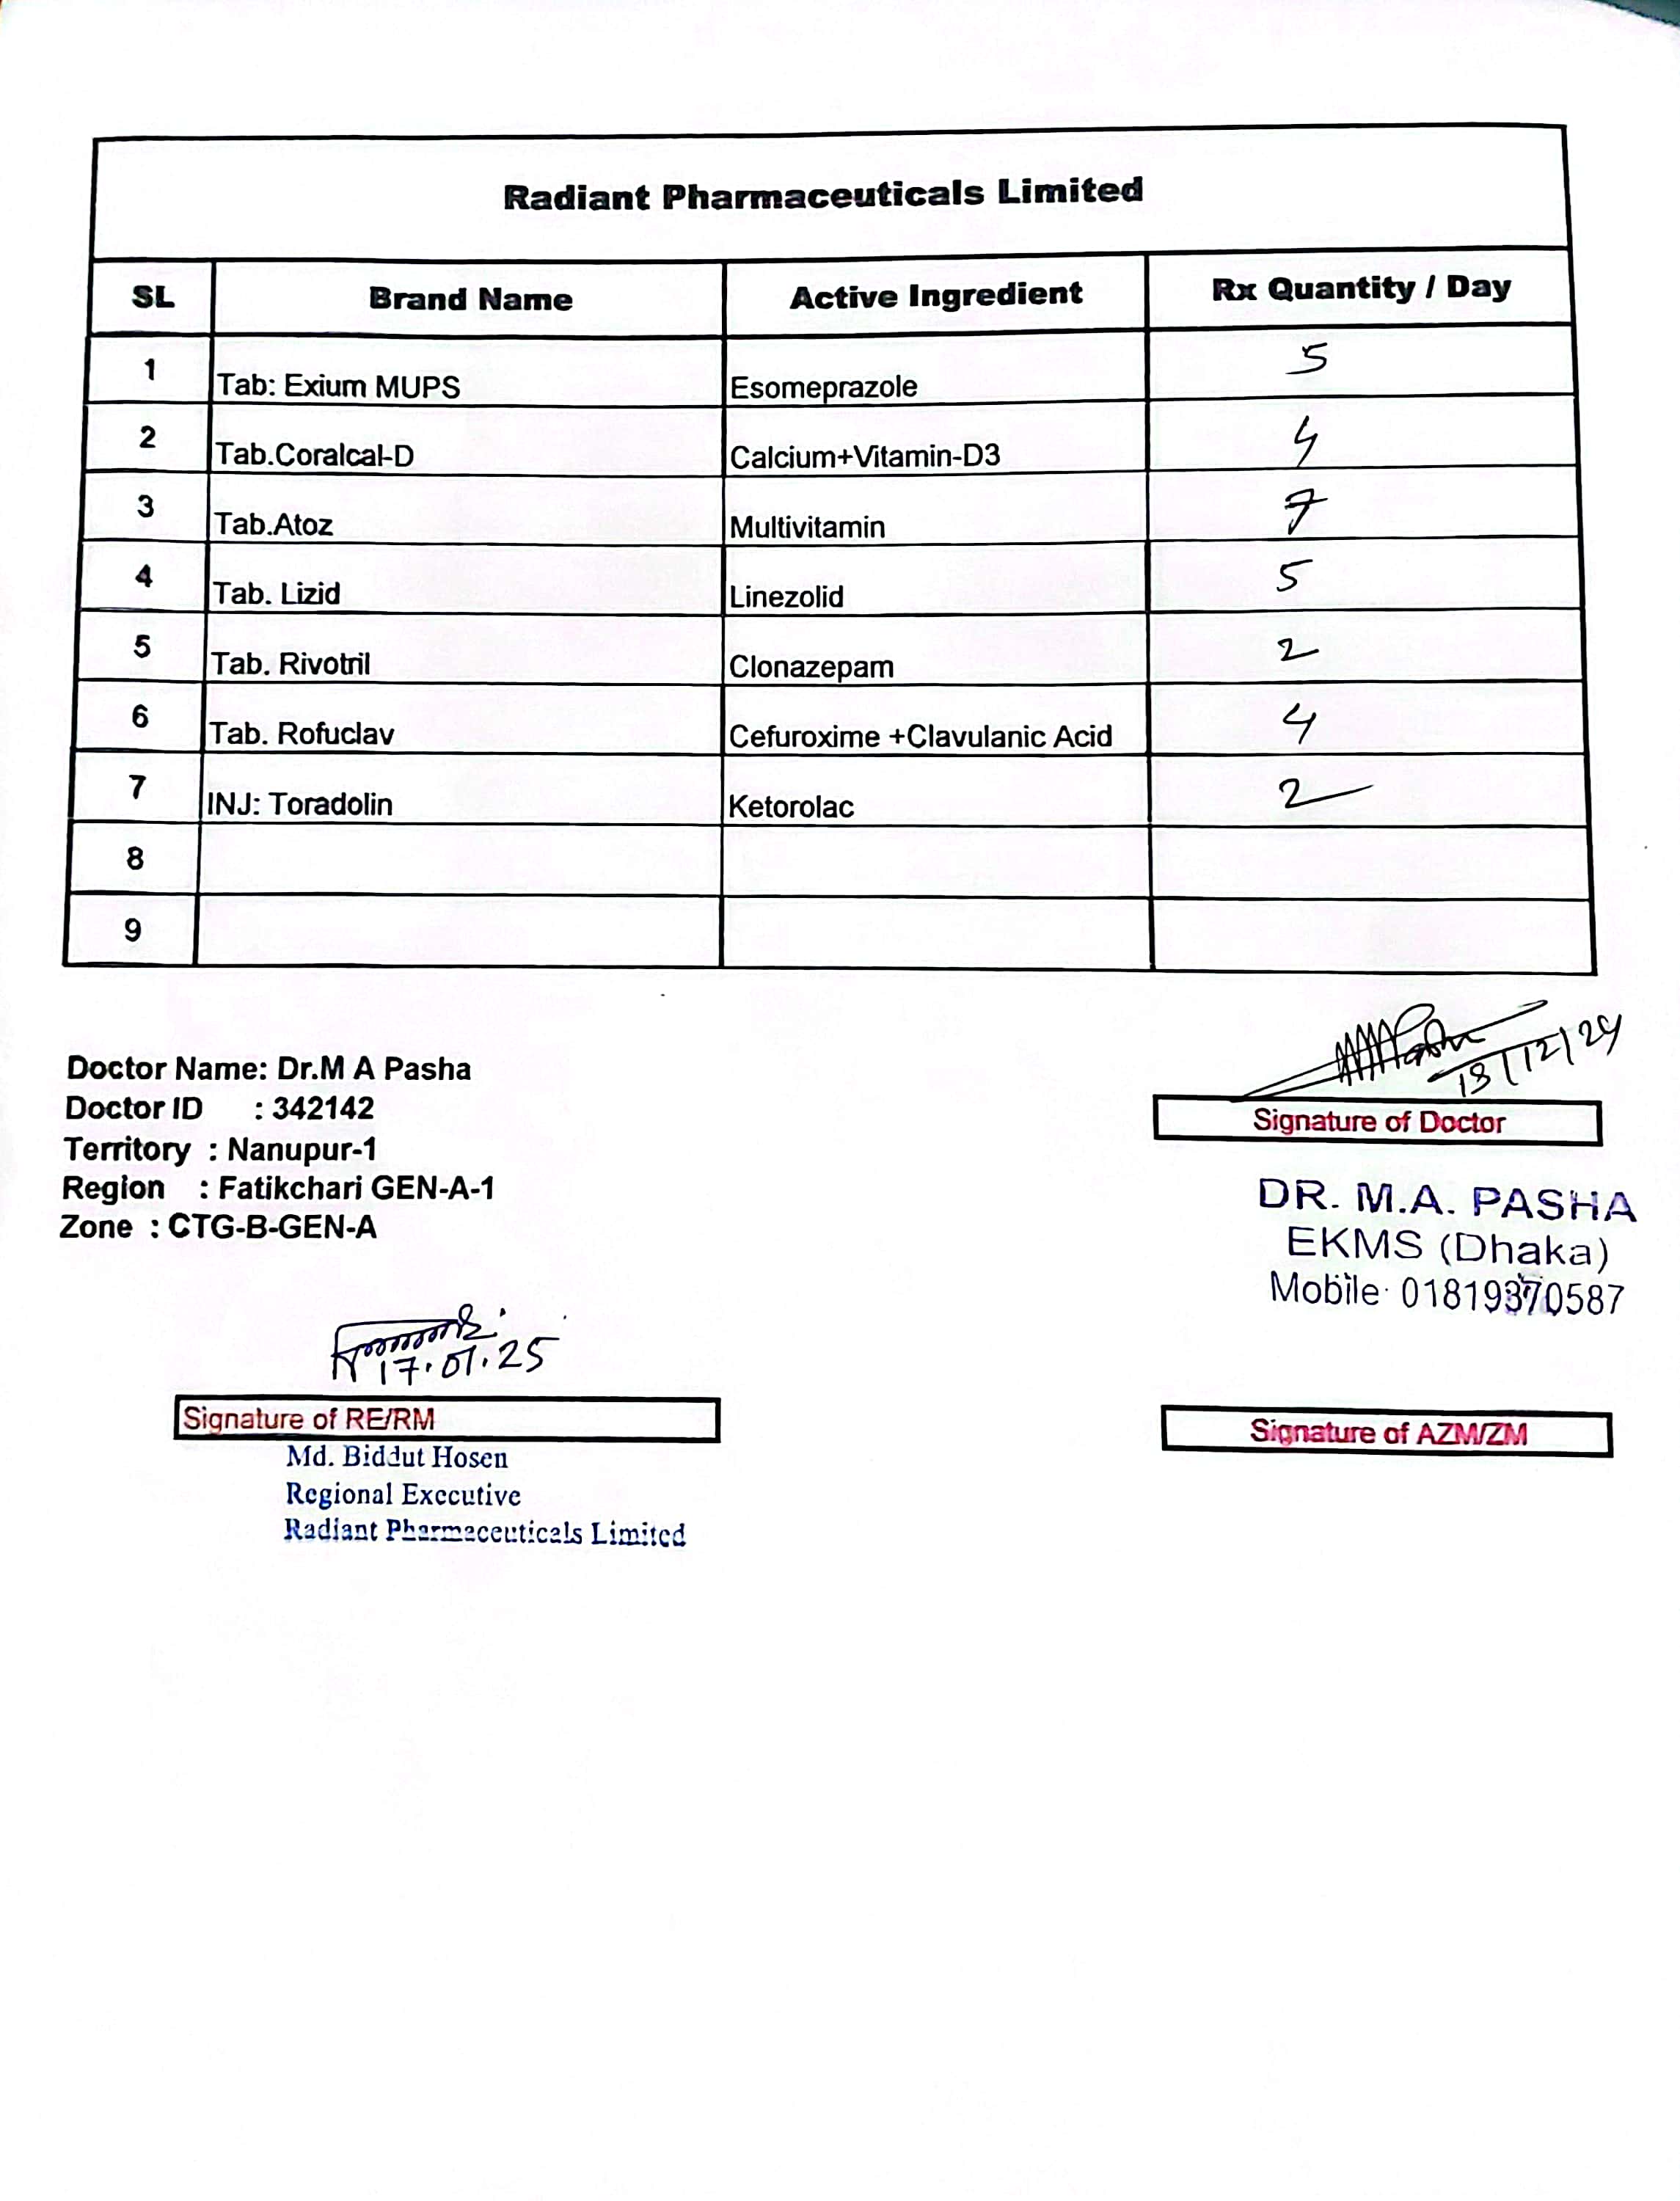 Radiant Pharmaceuticals Limited
SL Brand Name Active Ingredient Rx Quantity / Day
1 Tab: Exium MUPS Esomeprazole 5
2 Tab.Coralcal-D Calcium+Vitamin-D3 4
3 Tab.Atoz Multivitamin 7
4 Tab. Lizid Linezolid 5
5 Tab. Rivotril Clonazepam 2
6 Tab. Rofuclav Cefuroxime +Clavulanic Acid 4
7 INJ: Toradolin Ketorolac 2
8
9
Doctor Name: Dr.M A Pasha
Doctor ID : 342142
Territory : Nanupur-1
Region : Fatikchari GEN-A-1
Zone : CTG-B-GEN-A
Signature of Doctor
DR. M.A. PASHA
EKMS (Dhaka)
Mobile: 01819370587
17.01.25
Signature of RE/RM
Md. Biddut Hosen
Regional Executive
Radiant Pharmaceuticals Limited
Signature of AZM/ZM